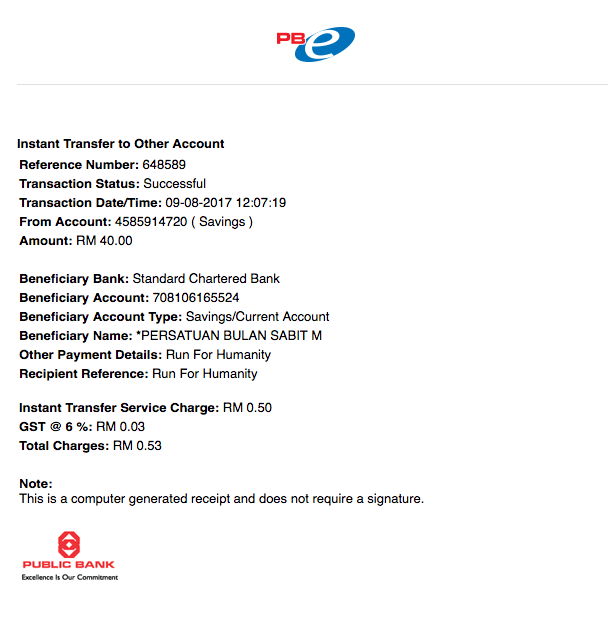 PBe
Instant Transfer to Other Account
Reference Number: 648589
Transaction Status: Successful
Transaction Date/Time: 09-08-2017 12:07:19
From Account: 4585914720 ( Savings )
Amount: RM 40.00
Beneficiary Bank: Standard Chartered Bank
Beneficiary Account: 708106165524
Beneficiary Account Type: Savings/Current Account
Beneficiary Name: *PERSATUAN BULAN SABIT M
Other Payment Details: Run For Humanity
Recipient Reference: Run For Humanity
Instant Transfer Service Charge: RM 0.50
GST @ 6 %: RM 0.03
Total Charges: RM 0.53
Note:
This is a computer generated receipt and does not require a signature.
PUBLIC BANK
Excellence Is Our Commitment